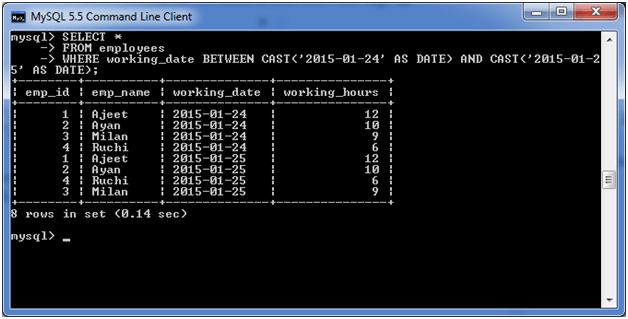 MySQL 5.5 Command Line Client
mysql> SELECT *
-> FROM employees
-> WHERE working_date BETWEEN CAST('2015-01-24' AS DATE) AND CAST('2015-01-2
5' AS DATE);
+--------+----------+--------------+---------------+
| emp_id | emp_name | working_date | working_hours |
+--------+----------+--------------+---------------+
| 1 | Ajeet | 2015-01-24 | 12 |
| 2 | Ayan | 2015-01-24 | 10 |
| 3 | Milan | 2015-01-24 | 9 |
| 4 | Ruchi | 2015-01-24 | 6 |
| 1 | Ajeet | 2015-01-25 | 12 |
| 2 | Ayan | 2015-01-25 | 10 |
| 4 | Ruchi | 2015-01-25 | 6 |
| 3 | Milan | 2015-01-25 | 9 |
+--------+----------+--------------+---------------+
8 rows in set (0.14 sec)
mysql> _